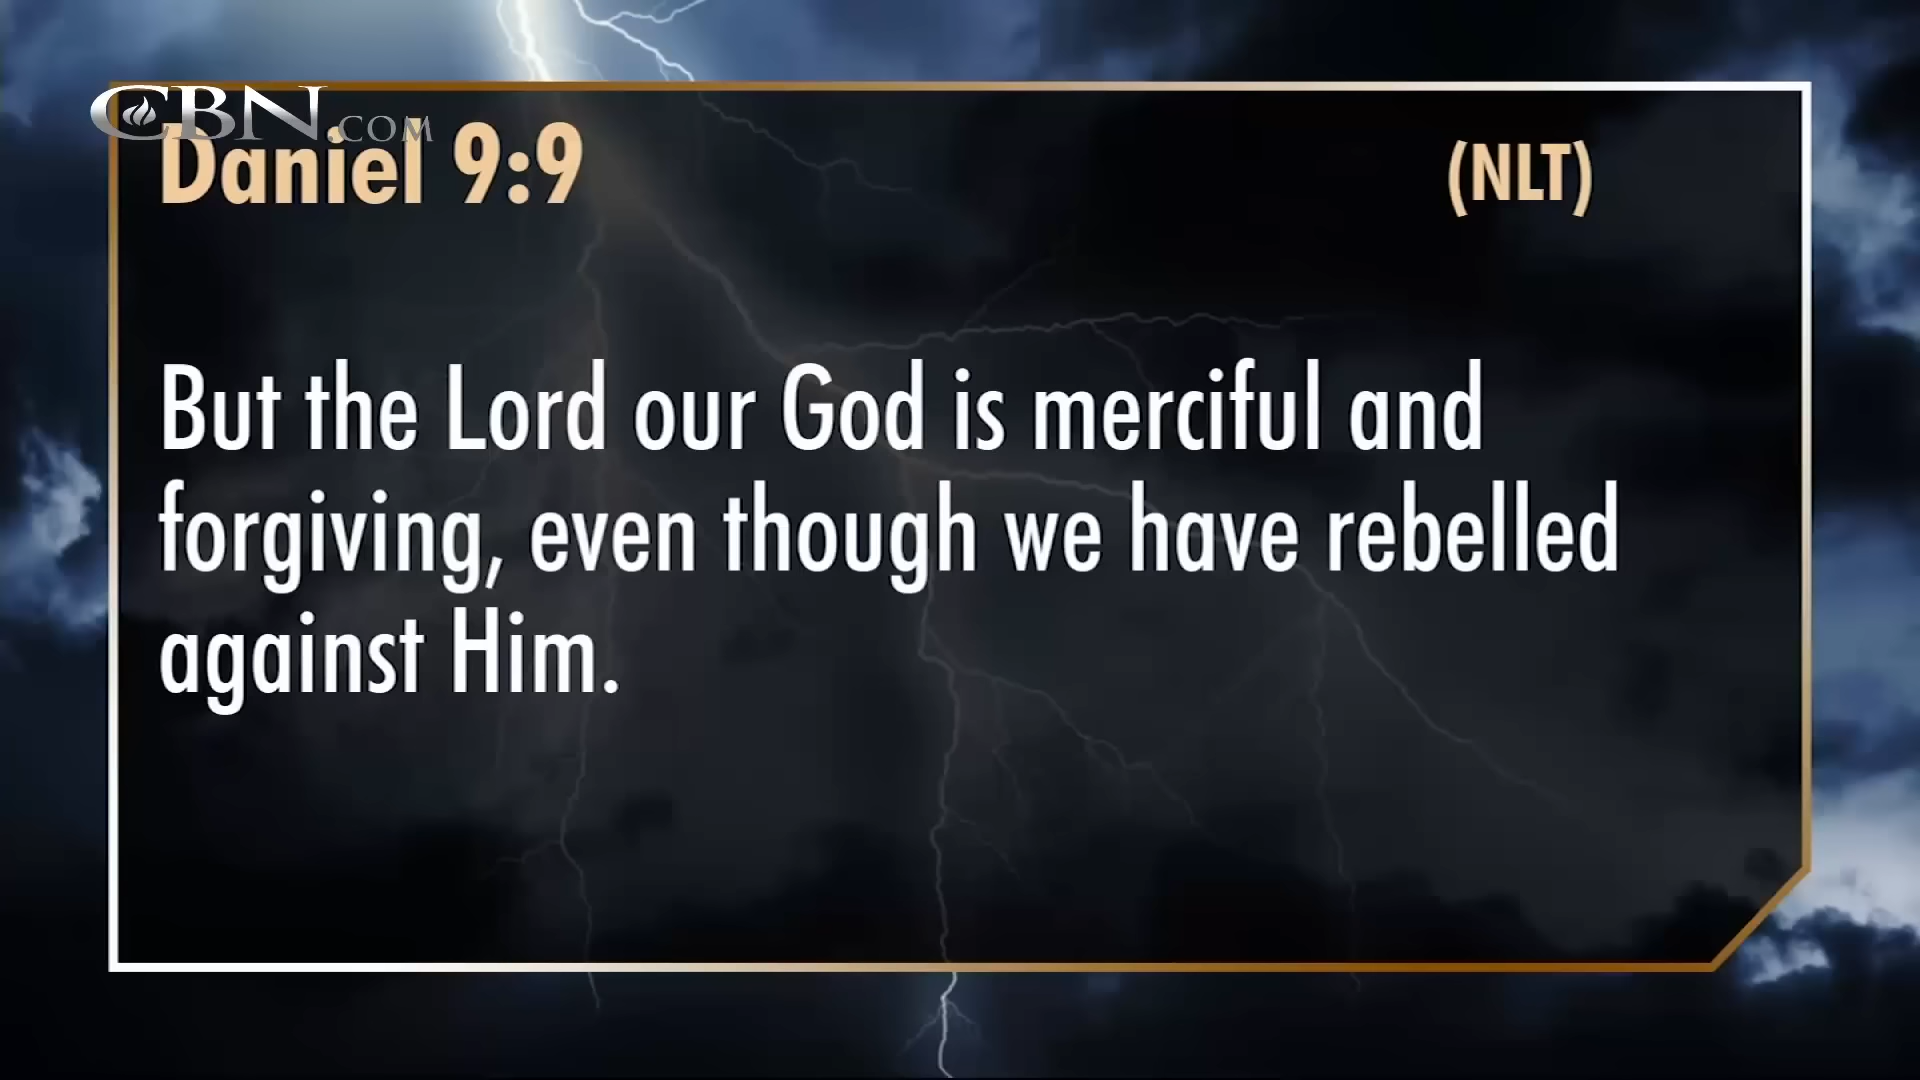 CBN.COM
Daniel 9:9 (NLT)
But the Lord our God is merciful and
forgiving, even though we have rebelled
against Him.